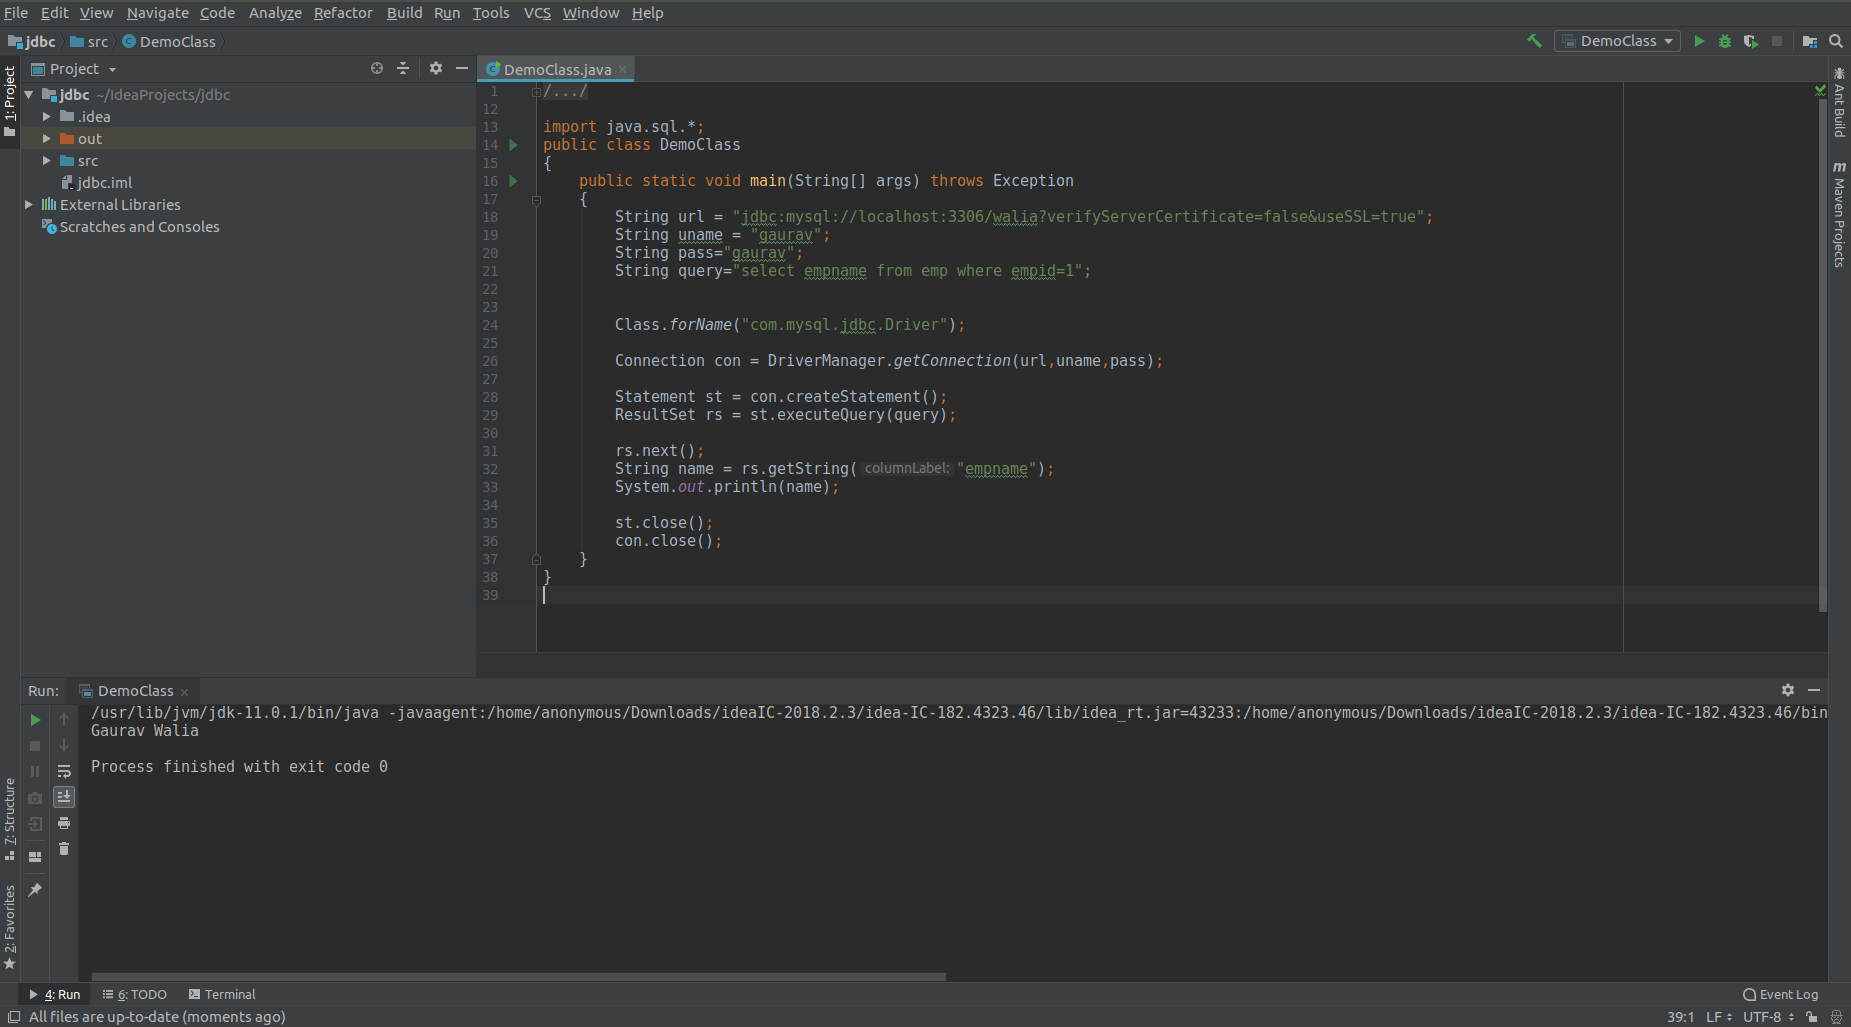 File Edit View Navigate Code Analyze Refactor Build Run Tools VCS Window Help
jdbc src DemoClass DemoClass
1: Project
Project
jdbc ~/IdeaProjects/jdbc
.idea
out
src
jdbc.iml
External Libraries
Scratches and Consoles
DemoClass.java
1 /.../
12
13 import java.sql.*;
14 public class DemoClass
15 {
16 public static void main(String[] args) throws Exception
17 {
18 String url = "jdbc:mysql://localhost:3306/walia?verifyServerCertificate=false&useSSL=true";
19 String uname = "gaurav";
20 String pass="gaurav";
21 String query="select empname from emp where empid=1";
22
23
24 Class.forName("com.mysql.jdbc.Driver");
25
26 Connection con = DriverManager.getConnection(url,uname,pass);
27
28 Statement st = con.createStatement();
29 ResultSet rs = st.executeQuery(query);
30
31 rs.next();
32 String name = rs.getString( columnLabel: "empname");
33 System.out.println(name);
34
35 st.close();
36 con.close();
37 }
38 }
39
Ant Build
m Maven Projects
Run: DemoClass
/usr/lib/jvm/jdk-11.0.1/bin/java -javaagent:/home/anonymous/Downloads/ideaIC-2018.2.3/idea-IC-182.4323.46/lib/idea_rt.jar=43233:/home/anonymous/Downloads/ideaIC-2018.2.3/idea-IC-182.4323.46/bin
Gaurav Walia
Process finished with exit code 0
7: Structure
2: Favorites
4: Run 6: TODO Terminal Event Log
All files are up-to-date (moments ago) 39:1 LF UTF-8